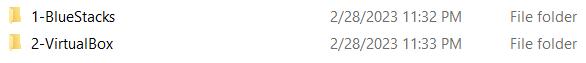 1-BlueStacks 2/28/2023 11:32 PM File folder
2-VirtualBox 2/28/2023 11:33 PM File folder